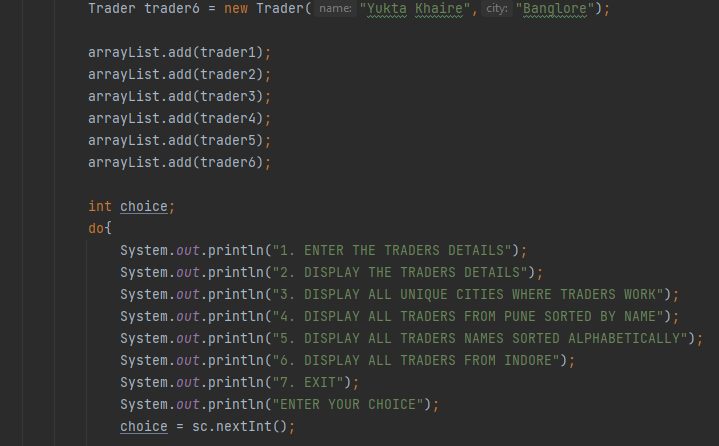 Trader trader6 = new Trader( name: "Yukta Khaire", city: "Banglore");
arrayList.add(trader1);
arrayList.add(trader2);
arrayList.add(trader3);
arrayList.add(trader4);
arrayList.add(trader5);
arrayList.add(trader6);
int choice;
do{
System.out.println("1. ENTER THE TRADERS DETAILS");
System.out.println("2. DISPLAY THE TRADERS DETAILS");
System.out.println("3. DISPLAY ALL UNIQUE CITIES WHERE TRADERS WORK");
System.out.println("4. DISPLAY ALL TRADERS FROM PUNE SORTED BY NAME");
System.out.println("5. DISPLAY ALL TRADERS NAMES SORTED ALPHABETICALLY");
System.out.println("6. DISPLAY ALL TRADERS FROM INDORE");
System.out.println("7. EXIT");
System.out.println("ENTER YOUR CHOICE");
choice = sc.nextInt();